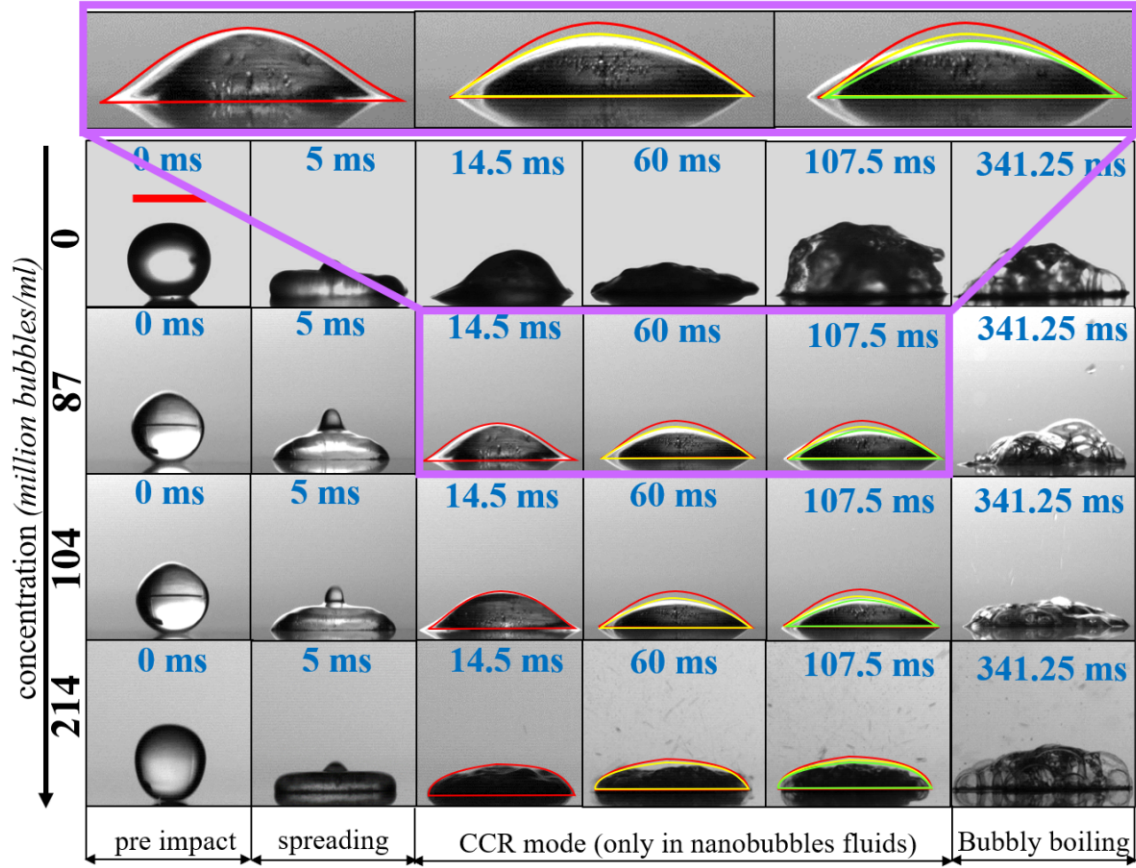 0 ms 5 ms 14.5 ms 60 ms 107.5 ms 341.25 ms
0
0 ms 5 ms 14.5 ms 60 ms 107.5 ms 341.25 ms
87
0 ms 5 ms 14.5 ms 60 ms 107.5 ms 341.25 ms
104
0 ms 5 ms 14.5 ms 60 ms 107.5 ms 341.25 ms
214
concentration (million bubbles/ml)
pre impact spreading CCR mode (only in nanobubbles fluids) Bubbly boiling